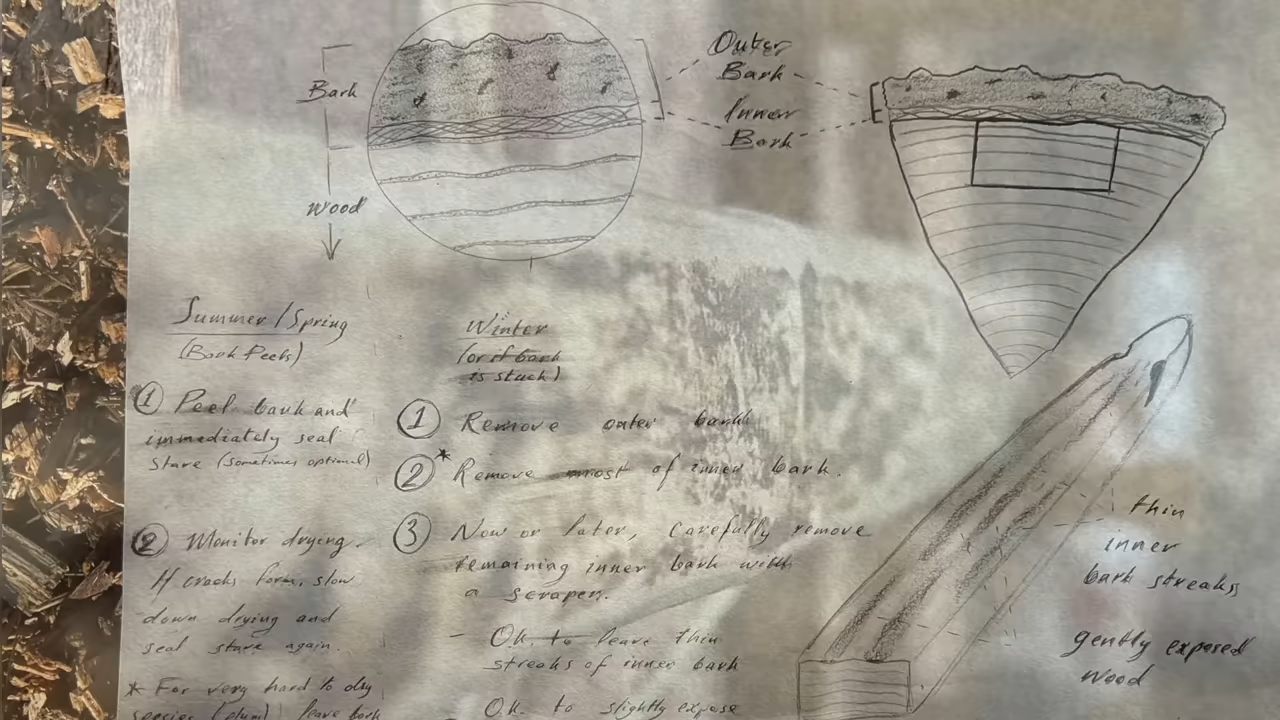 Outer
Bark
Inner
Bark
Bark
Wood
Summer / Spring
(Bark Peels)
1 Peel bark and
immediately seal
stave (sometimes optional)
2 Monitor drying.
If cracks form, slow
down drying and
seal stave again.
* For very hard to dry
species (plum) leave bark
Winter
(or if bark
is stuck)
1 Remove outer bark
2 * Remove most of inner bark.
3 Now or later, carefully remove
remaining inner bark with
a scraper.
- Ok to leave thin
streaks of inner bark
- Ok to slightly expose
thin
inner
bark streaks
gently exposed
wood